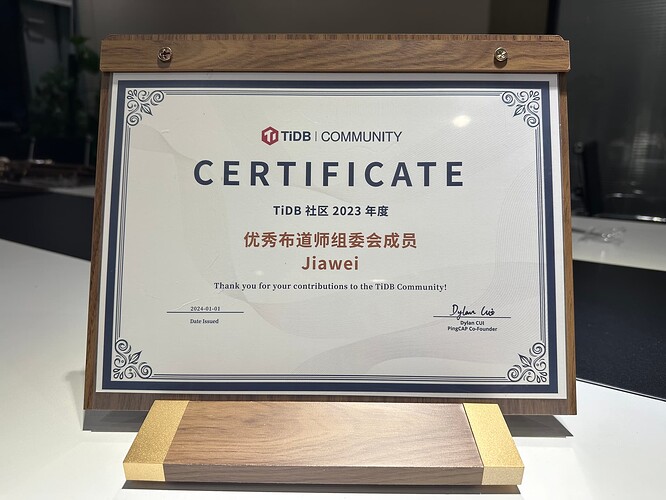 TiDB | COMMUNITY
CERTIFICATE
TiDB 社区 2023 年度
优秀布道师组委会成员
Jiawei
Thank you for your contributions to the TiDB Community!
2024-01-01
Date Issued
Dylan Cui
Dylan CUI
PingCAP Co-Founder